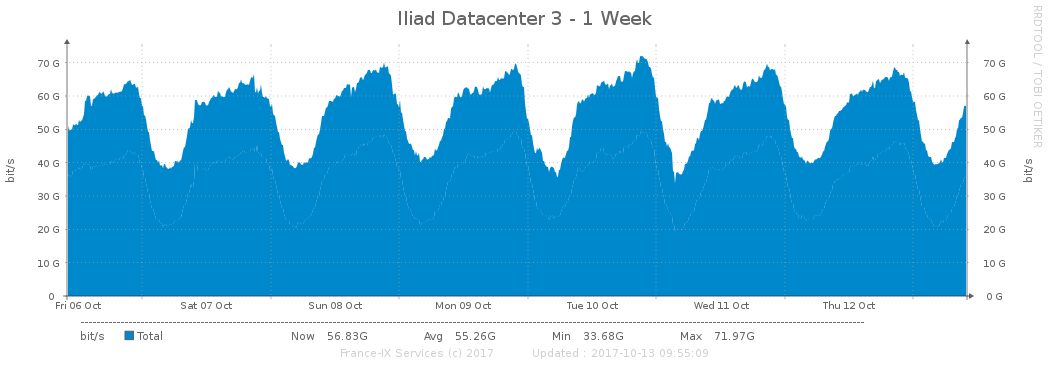 Iliad Datacenter 3 - 1 Week
RRDTOOL / TOBI OETIKER
bit/s
70 G 70 G
60 G 60 G
50 G 50 G
40 G 40 G
30 G 30 G
20 G 20 G
10 G 10 G
0 0 G
bit/s
Fri 06 Oct Sat 07 Oct Sun 08 Oct Mon 09 Oct Tue 10 Oct Wed 11 Oct Thu 12 Oct
bit/s Total Now 56.83G Avg 55.26G Min 33.68G Max 71.97G
France-IX Services (c) 2017 Updated : 2017-10-13 09:55:09